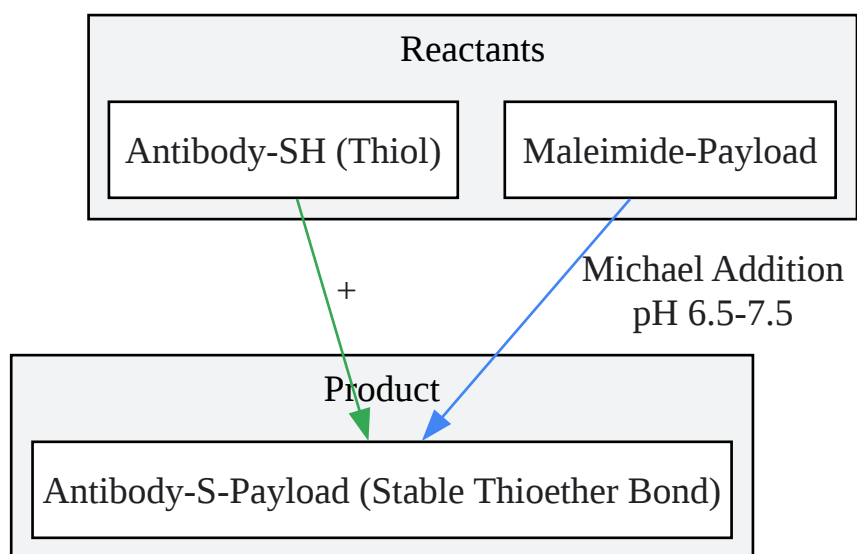 Reactants
Antibody-SH (Thiol)
Maleimide-Payload
Michael Addition
pH 6.5-7.5
+
Product
Antibody-S-Payload (Stable Thioether Bond)